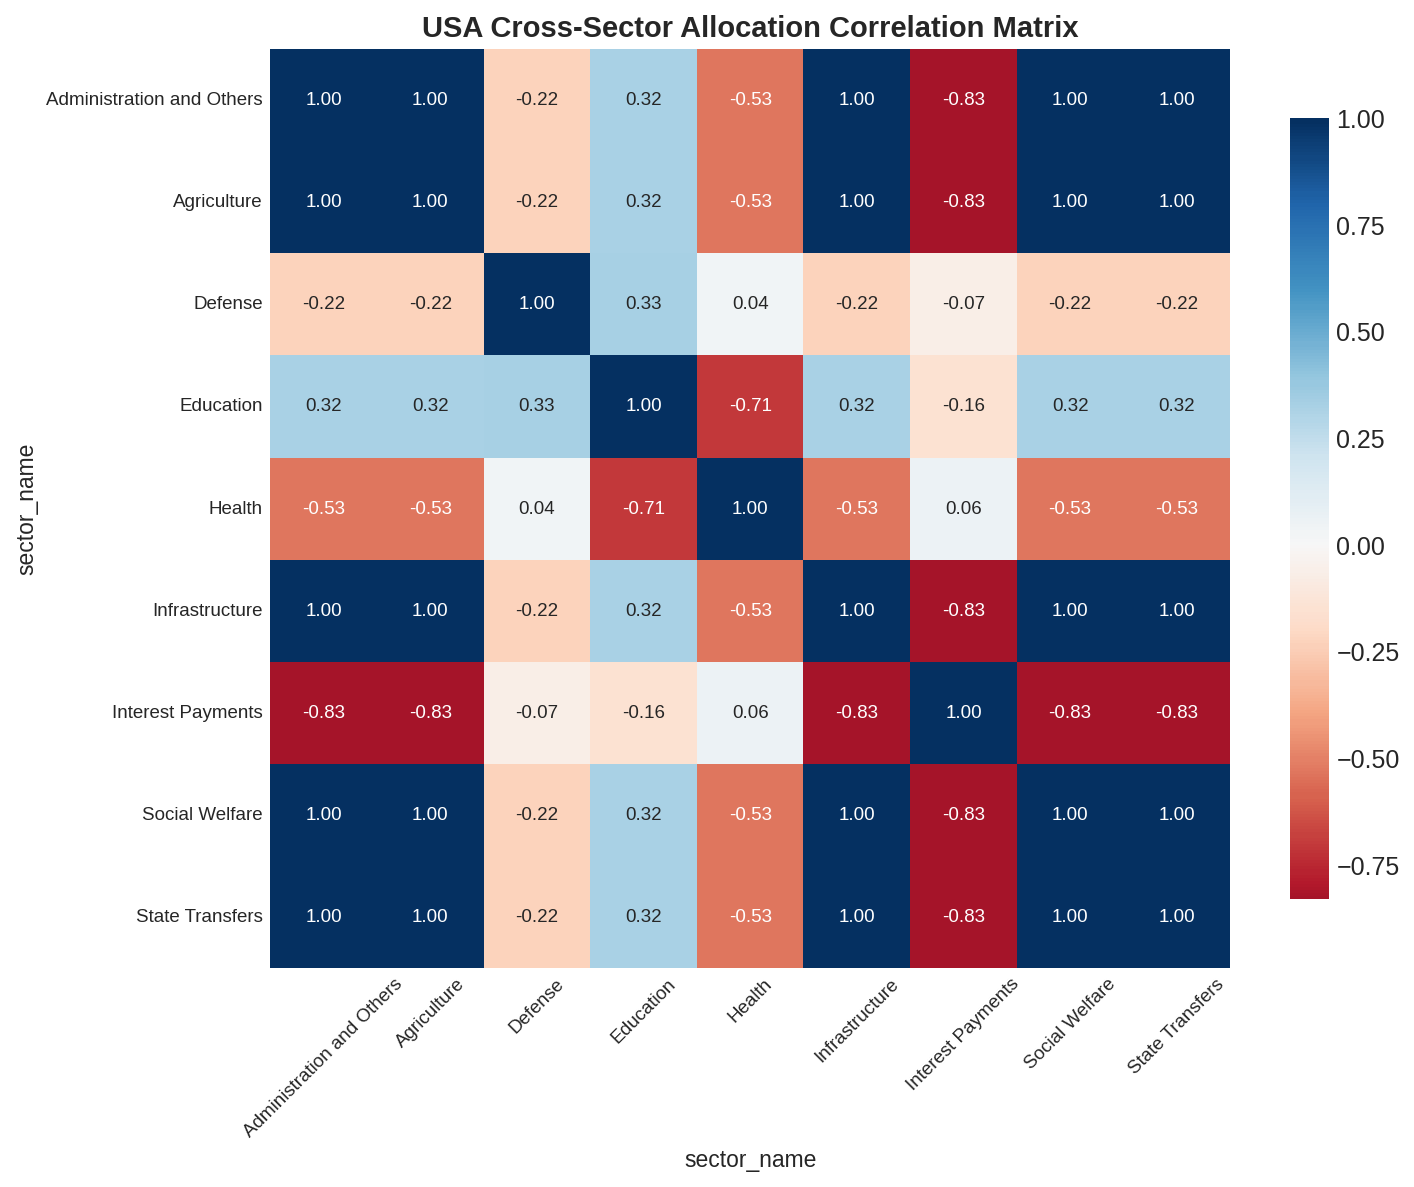 USA Cross-Sector Allocation Correlation Matrix
Administration and Others 1.00 1.00 -0.22 0.32 -0.53 1.00 -0.83 1.00 1.00
Agriculture 1.00 1.00 -0.22 0.32 -0.53 1.00 -0.83 1.00 1.00
Defense -0.22 -0.22 1.00 0.33 0.04 -0.22 -0.07 -0.22 -0.22
Education 0.32 0.32 0.33 1.00 -0.71 0.32 -0.16 0.32 0.32
Health -0.53 -0.53 0.04 -0.71 1.00 -0.53 0.06 -0.53 -0.53
Infrastructure 1.00 1.00 -0.22 0.32 -0.53 1.00 -0.83 1.00 1.00
Interest Payments -0.83 -0.83 -0.07 -0.16 0.06 -0.83 1.00 -0.83 -0.83
Social Welfare 1.00 1.00 -0.22 0.32 -0.53 1.00 -0.83 1.00 1.00
State Transfers 1.00 1.00 -0.22 0.32 -0.53 1.00 -0.83 1.00 1.00
sector_name
Administration and Others
Agriculture
Defense
Education
Health
Infrastructure
Interest Payments
Social Welfare
State Transfers
sector_name
1.00
0.75
0.50
0.25
0.00
−0.25
−0.50
−0.75